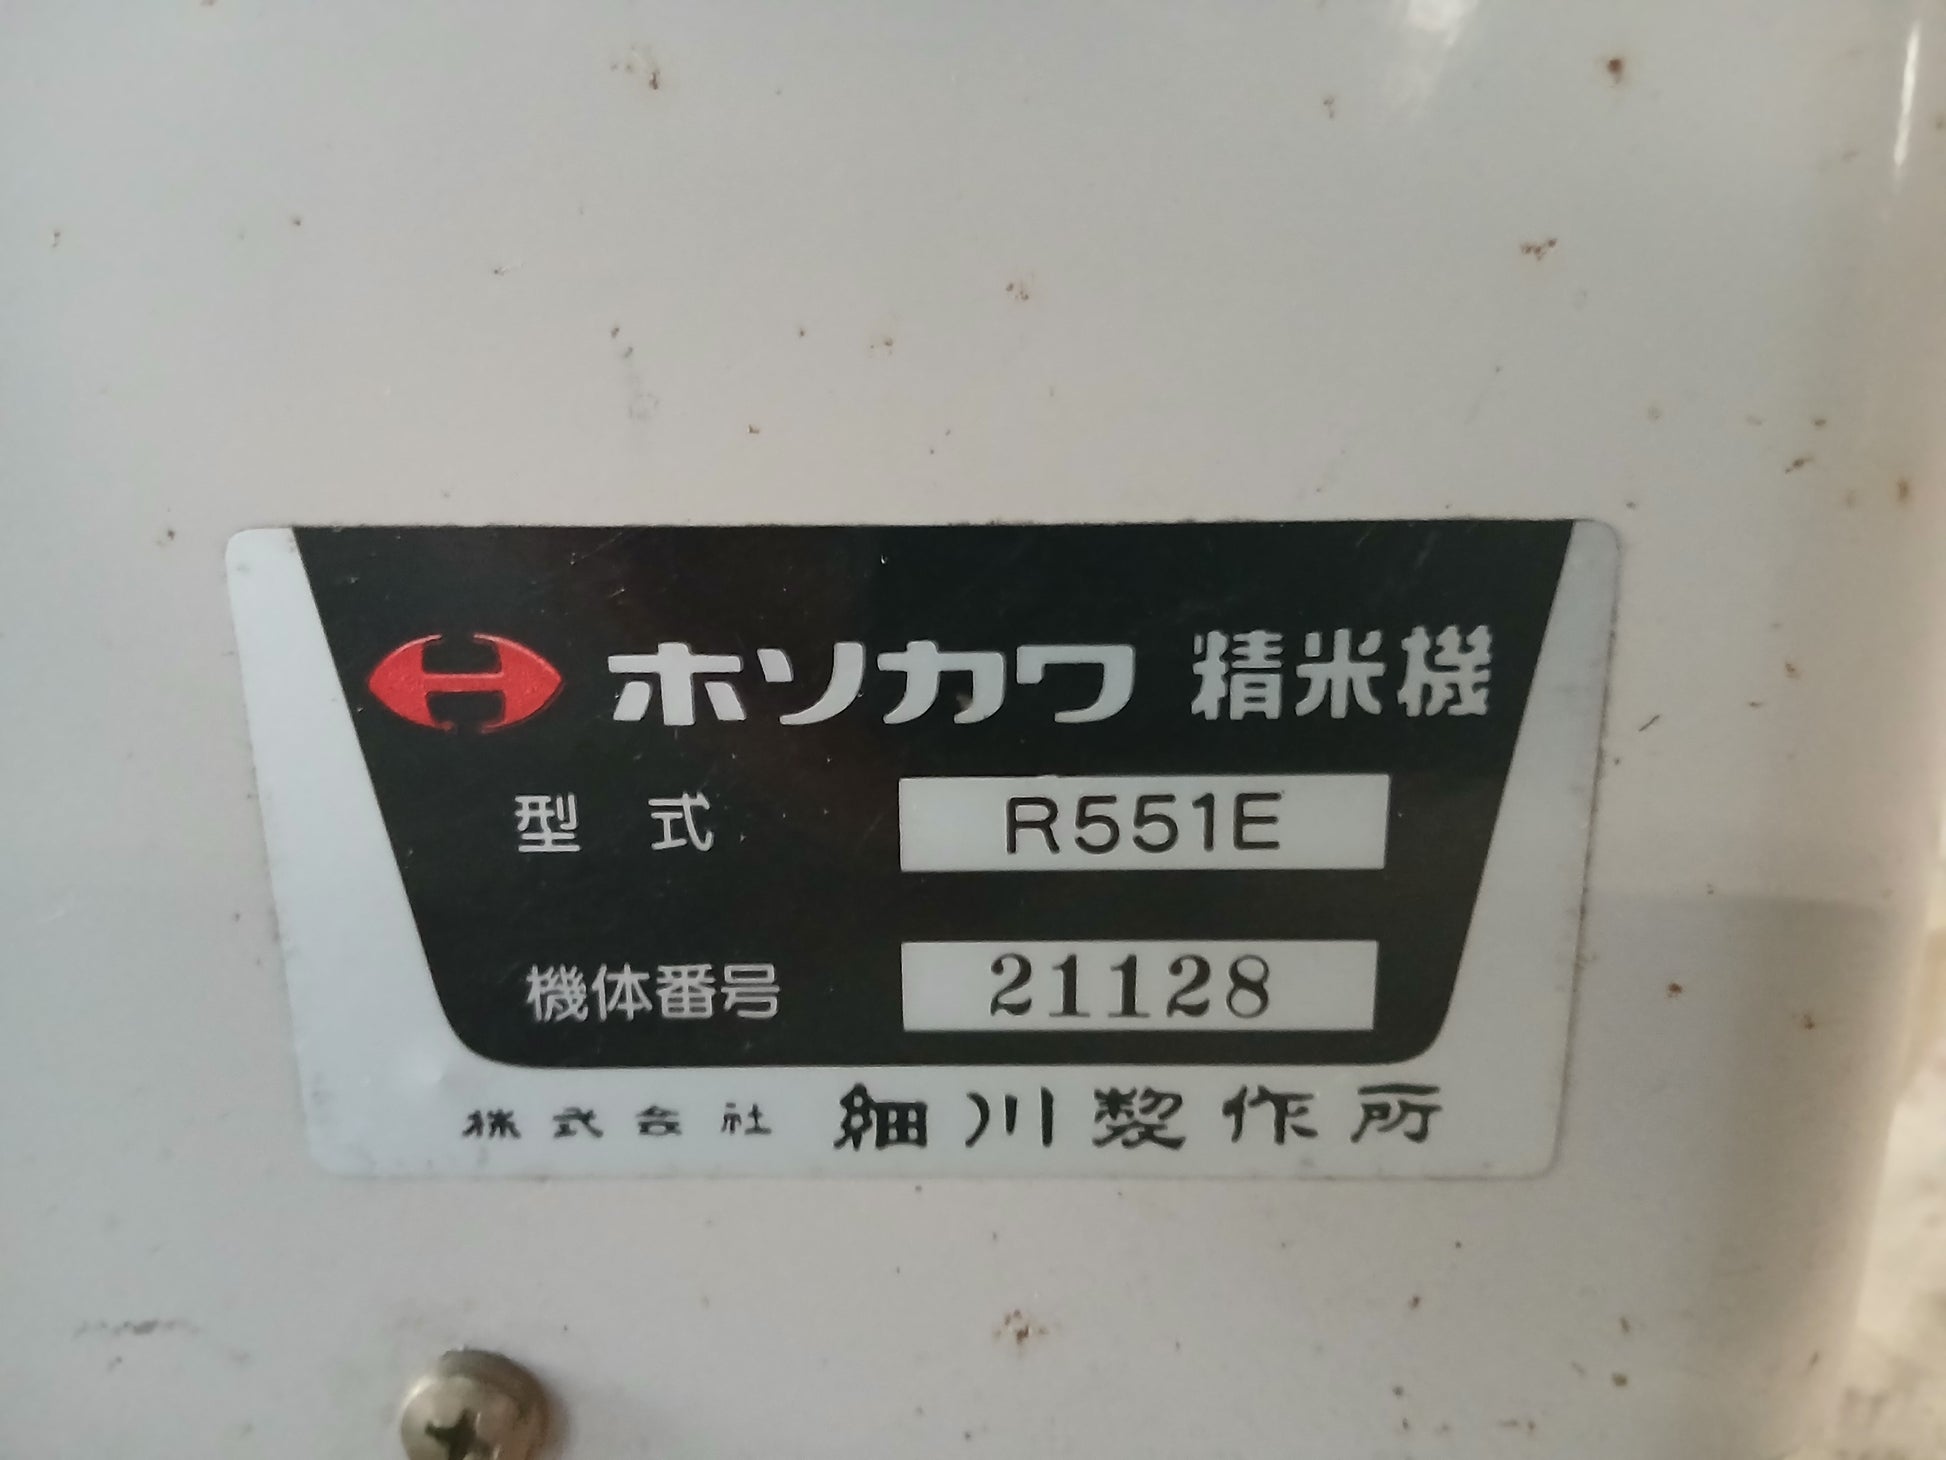 ホソカワ 精米機
型式 R551E
機体番号 21128
株式会社 細川製作所